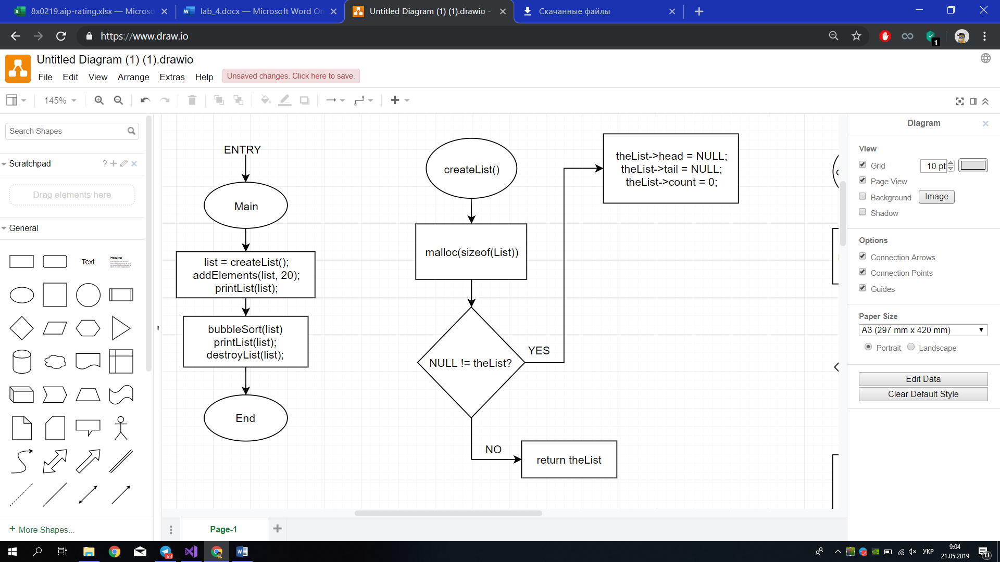 8x0219.aip-rating.xlsx — Microso
lab_4.docx — Microsoft Word On
Untitled Diagram (1) (1).drawio -
Скачанные файлы
https://www.draw.io
1
Untitled Diagram (1) (1).drawio
File Edit View Arrange Extras Help
Unsaved changes. Click here to save.
145%
Search Shapes
Scratchpad
?
Drag elements here
General
Text
Heading
More Shapes...
ENTRY
Main
list = createList();
addElements(list, 20);
printList(list);
bubbleSort(list)
printList(list);
destroyList(list);
End
createList()
malloc(sizeof(List))
NULL != theList?
YES
NO
return theList
theList->head = NULL;
theList->tail = NULL;
theList->count = 0;
Page-1
Diagram
View
Grid
10 pt
Page View
Background
Image
Shadow
Options
Connection Arrows
Connection Points
Guides
Paper Size
A3 (297 mm x 420 mm)
Portrait
Landscape
Edit Data
Clear Default Style
84
УКР
9:04
21.05.2019
13